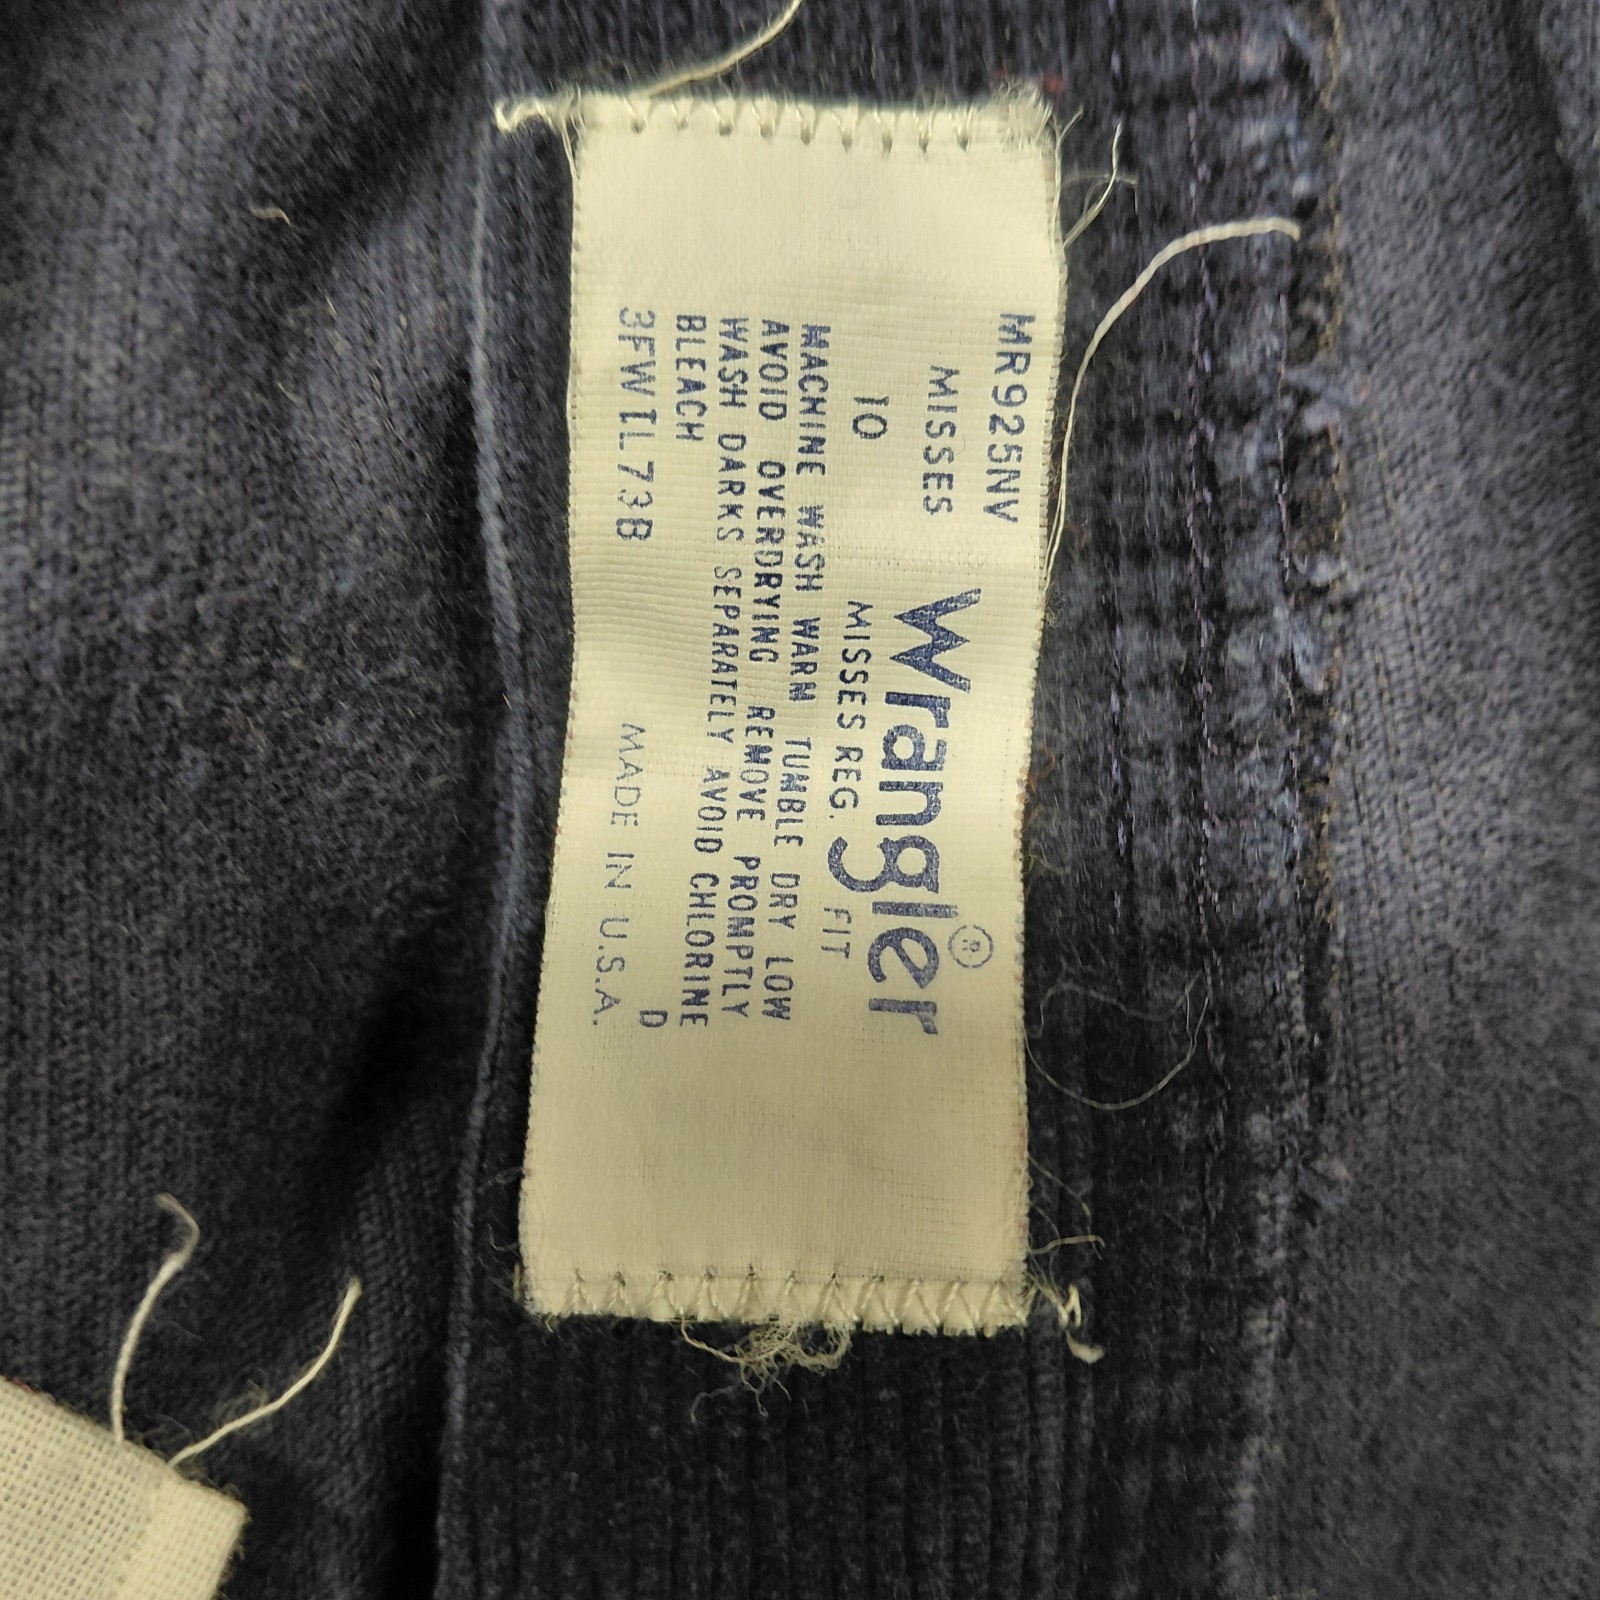 MR925NV
MISSES
10
Wrangler®
MISSES REG. FIT
MACHINE WASH WARM TUMBLE DRY LOW
AVOID OVERDRYING REMOVE PROMPTLY
WASH DARKS SEPARATELY AVOID CHLORINE
BLEACH D
3FWIL73B MADE IN U.S.A.